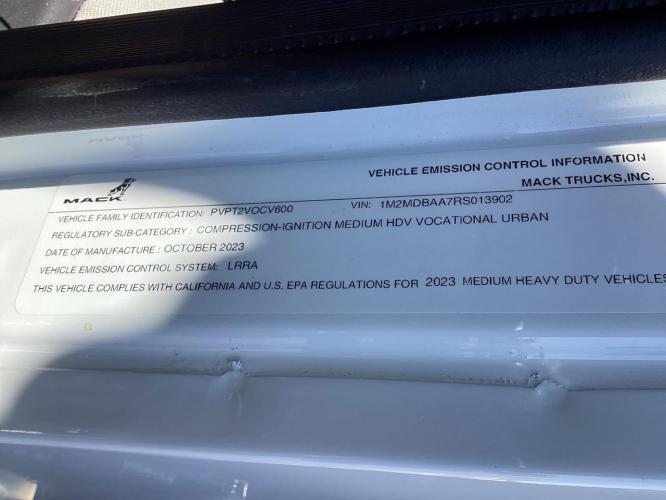 VEHICLE EMISSION CONTROL INFORMATION
MACK
MACK TRUCKS,INC.
VEHICLE FAMILY IDENTIFICATION: PVPT2VOCV600 VIN: 1M2MDBAA7RS013902
REGULATORY SUB-CATEGORY : COMPRESSION-IGNITION MEDIUM HDV VOCATIONAL URBAN
DATE OF MANUFACTURE : OCTOBER 2023
VEHICLE EMISSION CONTROL SYSTEM: LRRA
THIS VEHICLE COMPLIES WITH CALIFORNIA AND U.S. EPA REGULATIONS FOR 2023 MEDIUM HEAVY DUTY VEHICLES